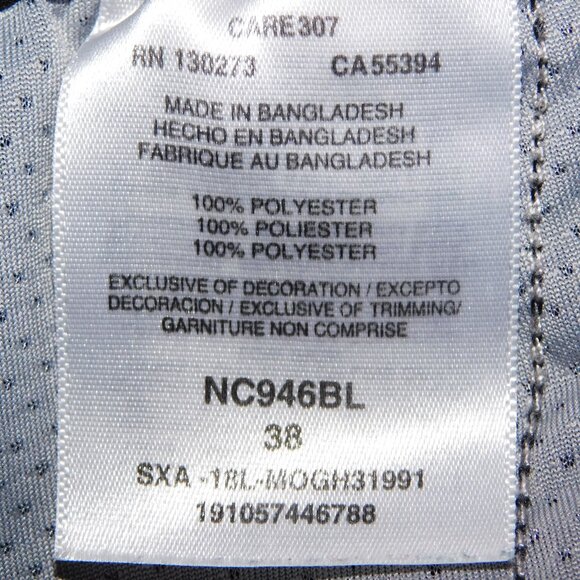 CARE307
RN 130273 CA55394
MADE IN BANGLADESH
HECHO EN BANGLADESH
FABRIQUE AU BANGLADESH
100% POLYESTER
100% POLIESTER
100% POLYESTER
EXCLUSIVE OF DECORATION / EXCEPTO
DECORACION / EXCLUSIVE OF TRIMMING/
GARNITURE NON COMPRISE
NC946BL
38
SXA -18L-MOGH31991
191057446788